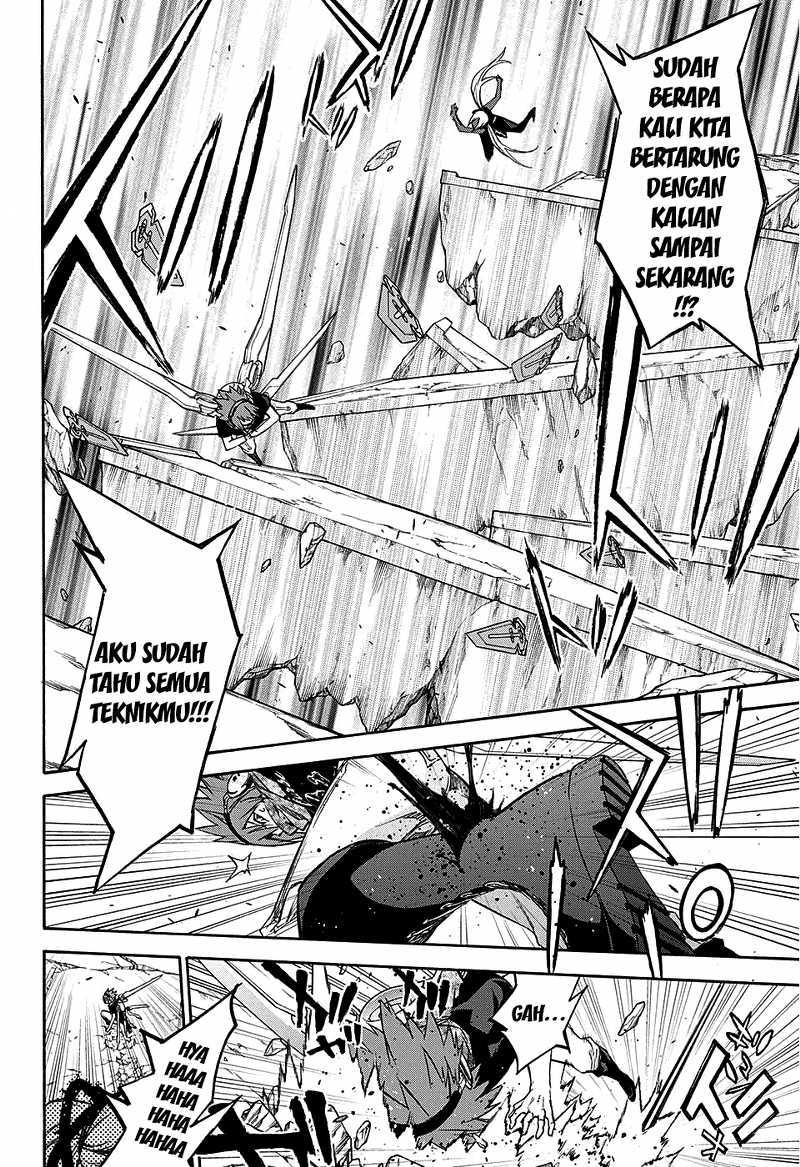 SUDAH
BERAPA
KALI KITA
BERTARUNG
DENGAN
KALIAN
SAMPAI
SEKARANG
!!?
AKU SUDAH
TAHU SEMUA
TEKNIKMU!!!
GAH...
HYA
HAAA
HAHA
HAHA
HAHAA